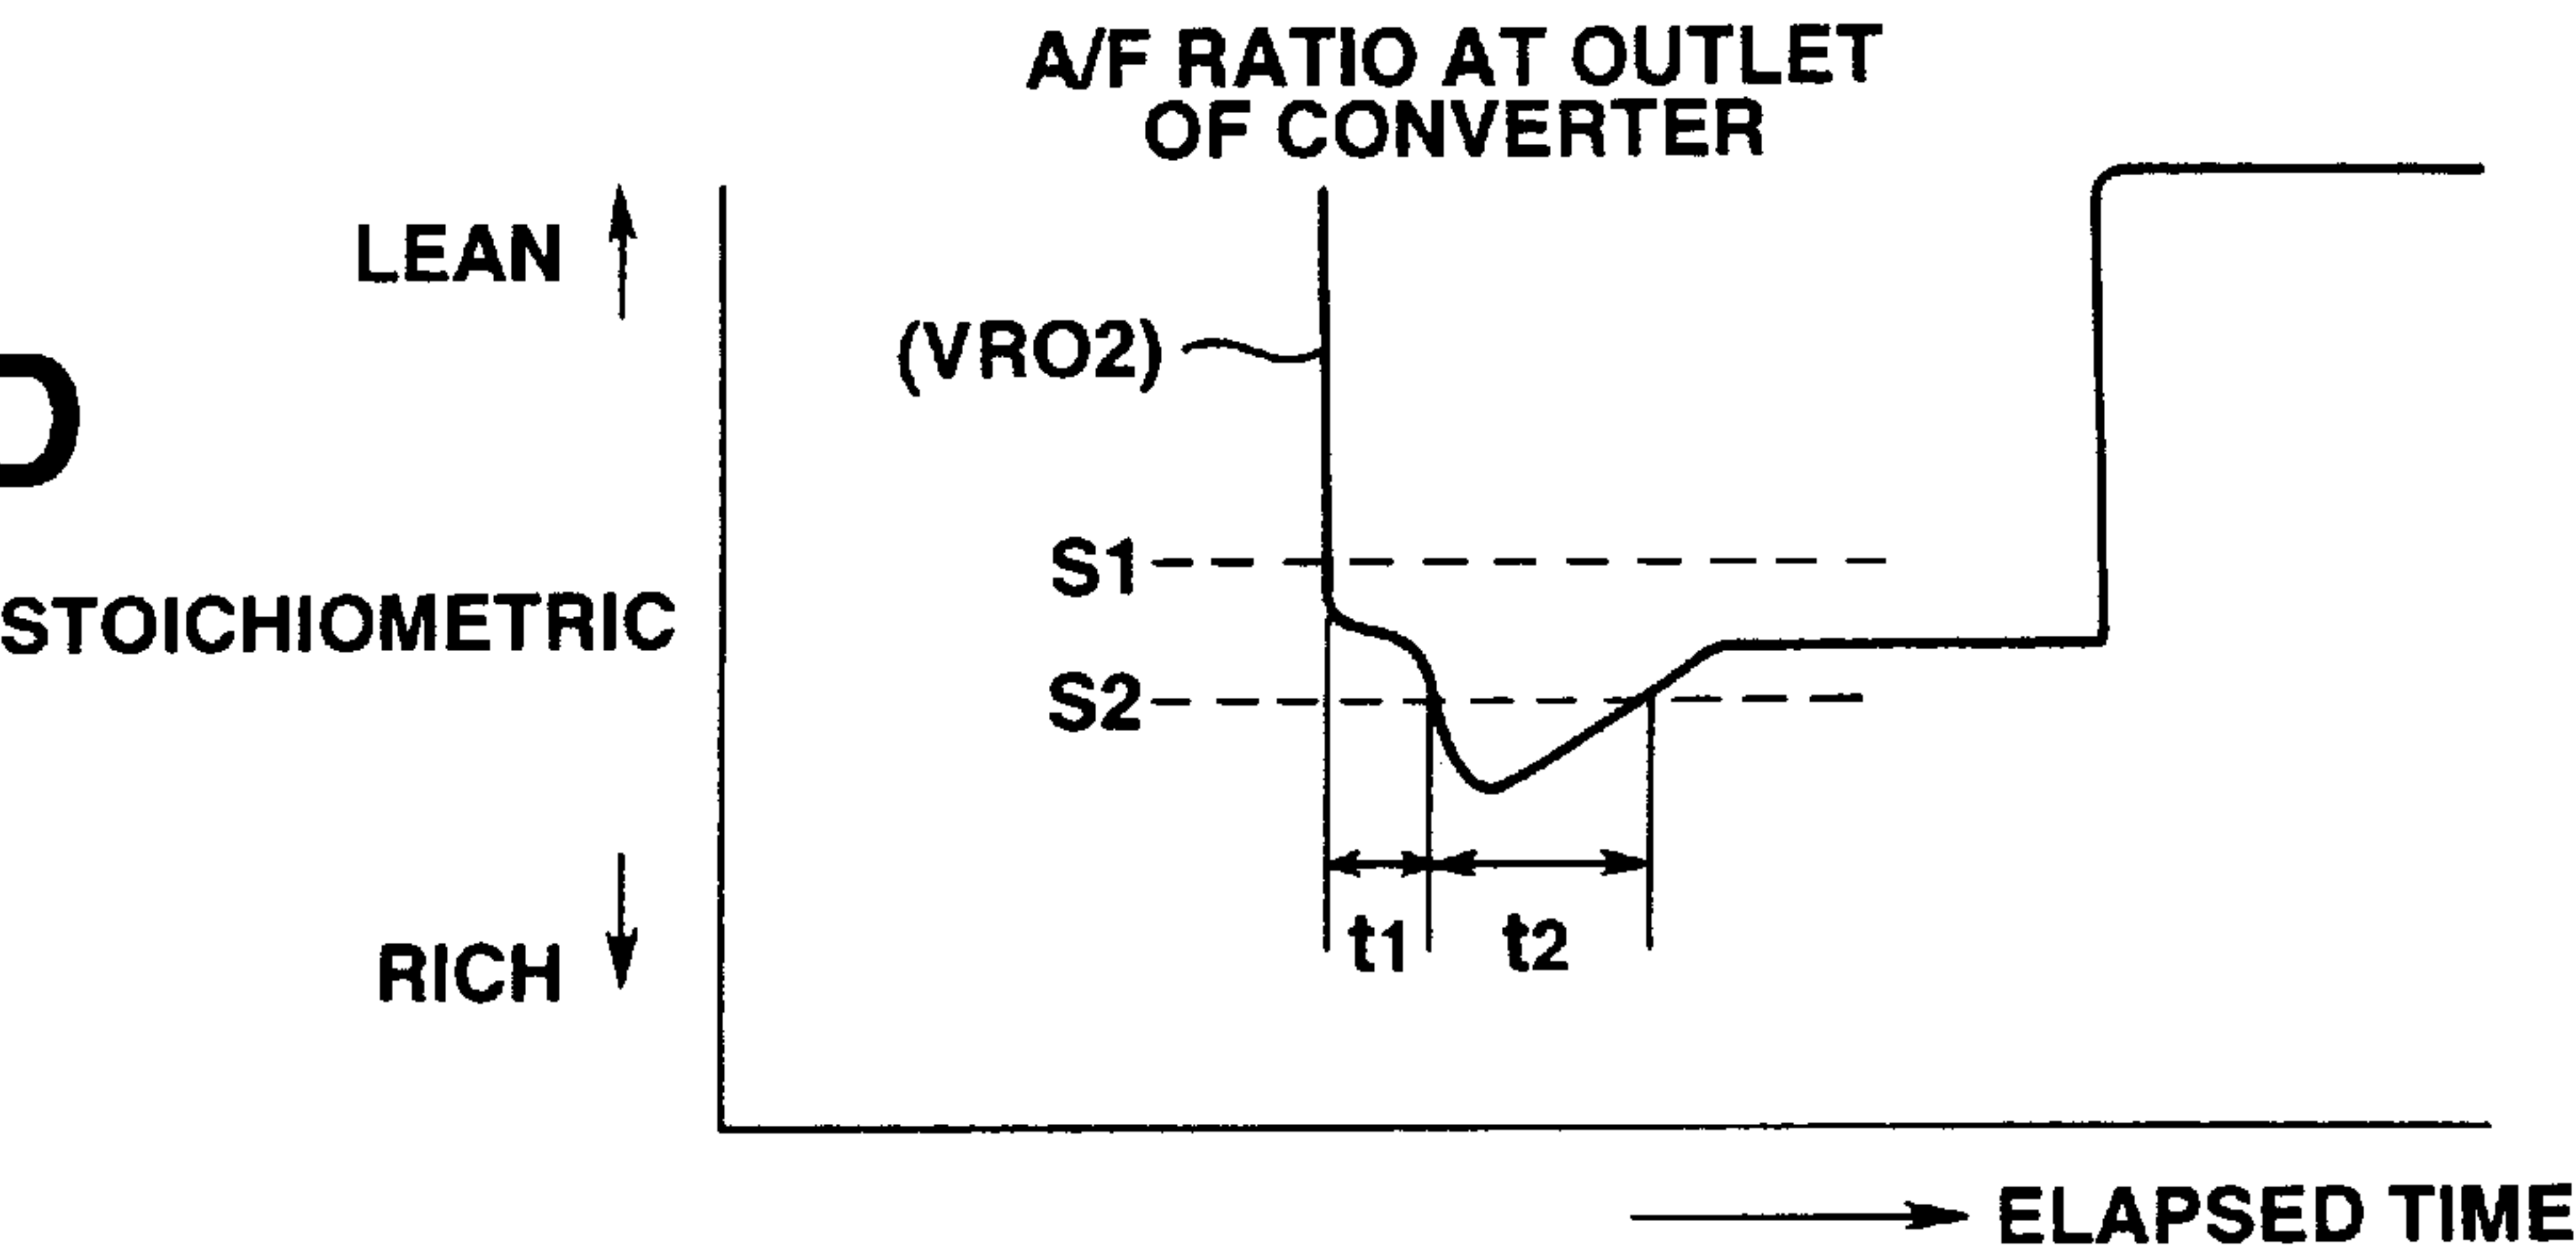 A/F RATIO AT OUTLET
OF CONVERTER
LEAN
(VRO2)
D
S1
STOICHIOMETRIC
S2
t1
t2
RICH
ELAPSED TIME